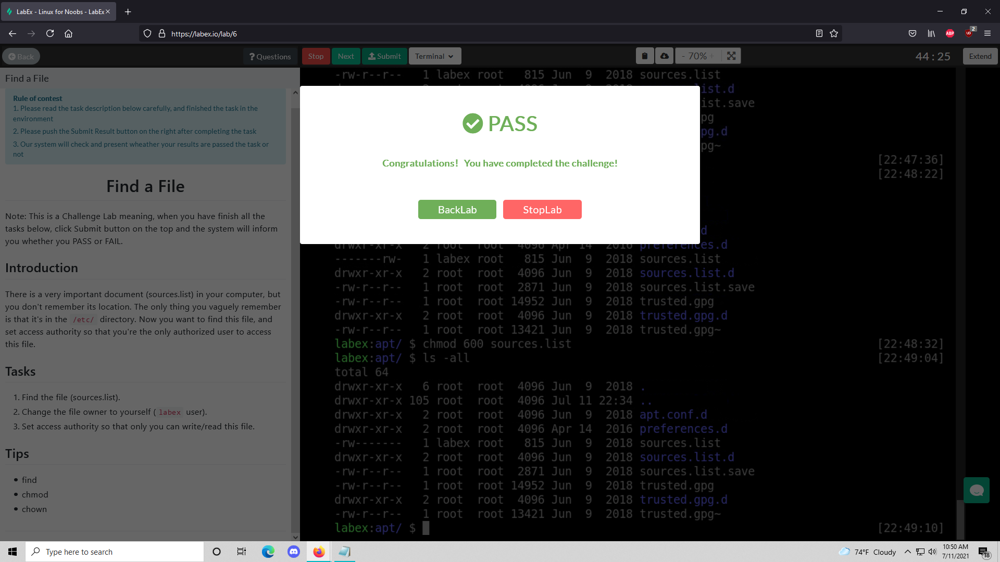 LabEx - Linux for Noobs - LabEx
https://labex.io/lab/6
ABP
UD
2
Back
? Questions
Stop
Next
Submit
Terminal
- 70% +
44 : 25
Extend
Find a File
Rule of contest
1. Please read the task description below carefully, and finished the task in the
environment
2. Please push the Submit Result button on the right after completing the task
3. Our system will check and present wheather your results are passed the task or
not
Find a File
Note: This is a Challenge Lab meaning, when you have finish all the
tasks below, click Submit button on the top and the system will inform
you whether you PASS or FAIL.
Introduction
There is a very important document (sources.list) in your computer, but
you don't remember its location. The only thing you vaguely remember
is that it's in the /etc/ directory. Now you want to find this file, and
set access authority so that you're the only authorized user to access
this file.
Tasks
1. Find the file (sources.list).
2. Change the file owner to yourself ( labex user).
3. Set access authority so that only you can write/read this file.
Tips
find
chmod
chown
-rw-r--r-- 1 labex root 815 Jun 9 2018 sources.list
ist.d
ist.save
pg
pg.d
pg~
[22:47:36]
[22:48:22]
PASS
Congratulations! You have completed the challenge!
BackLab
StopLab
d
drwxr-xr-x 2 root root 4096 Apr 14 2016 preferences.d
-------rw- 1 labex root 815 Jun 9 2018 sources.list
drwxr-xr-x 2 root root 4096 Jun 9 2018 sources.list.d
-rw-r--r-- 1 root root 2871 Jun 9 2018 sources.list.save
-rw-r--r-- 1 root root 14952 Jun 9 2018 trusted.gpg
drwxr-xr-x 2 root root 4096 Jun 9 2018 trusted.gpg.d
-rw-r--r-- 1 root root 13421 Jun 9 2018 trusted.gpg~
labex:apt/ $ chmod 600 sources.list [22:48:32]
labex:apt/ $ ls -all [22:49:04]
total 64
drwxr-xr-x 6 root root 4096 Jun 9 2018 .
drwxr-xr-x 105 root root 4096 Jul 11 22:34 ..
drwxr-xr-x 2 root root 4096 Jun 9 2018 apt.conf.d
drwxr-xr-x 2 root root 4096 Apr 14 2016 preferences.d
-rw------- 1 labex root 815 Jun 9 2018 sources.list
drwxr-xr-x 2 root root 4096 Jun 9 2018 sources.list.d
-rw-r--r-- 1 root root 2871 Jun 9 2018 sources.list.save
-rw-r--r-- 1 root root 14952 Jun 9 2018 trusted.gpg
drwxr-xr-x 2 root root 4096 Jun 9 2018 trusted.gpg.d
-rw-r--r-- 1 root root 13421 Jun 9 2018 trusted.gpg~
labex:apt/ $ [22:49:10]
Type here to search
74°F Cloudy
10:50 AM
7/11/2021
18